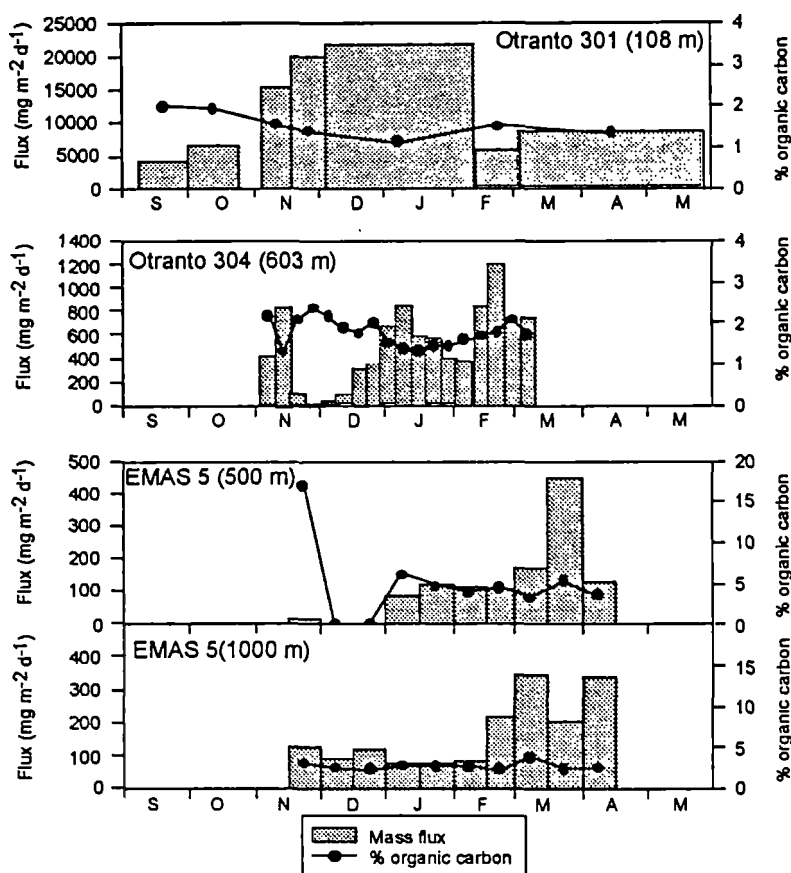 Otranto 301 (108 m)
Flux (mg m-2 d-1)
25000
20000
15000
10000
5000
0
4
3
2
1
0
% organic carbon
S O N D J F M A M
Otranto 304 (603 m)
Flux (mg m-2 d-1)
1400
1200
1000
800
600
400
200
0
4
3
2
1
0
% organic carbon
S O N D J F M A M
EMAS 5 (500 m)
Flux (mg m-2 d-1)
500
400
300
200
100
0
20
15
10
5
0
% organic carbon
EMAS 5(1000 m)
Flux (mg m-2 d-1)
400
300
200
100
0
15
10
5
0
% organic carbon
S O N D J F M A M
Mass flux
% organic carbon